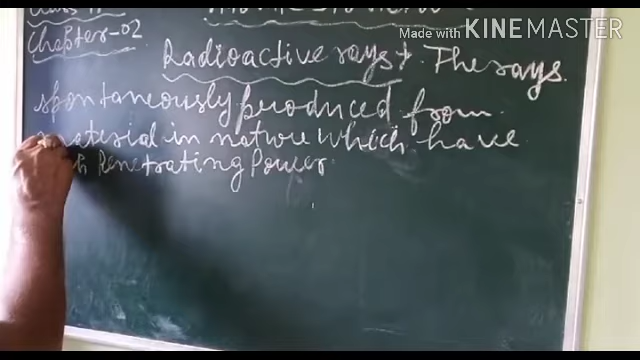 Made with KINEMASTER
Chapter-02
Radioactive rays:- The rays
spontaneously produced from
material in nature which have
Penetrating Power